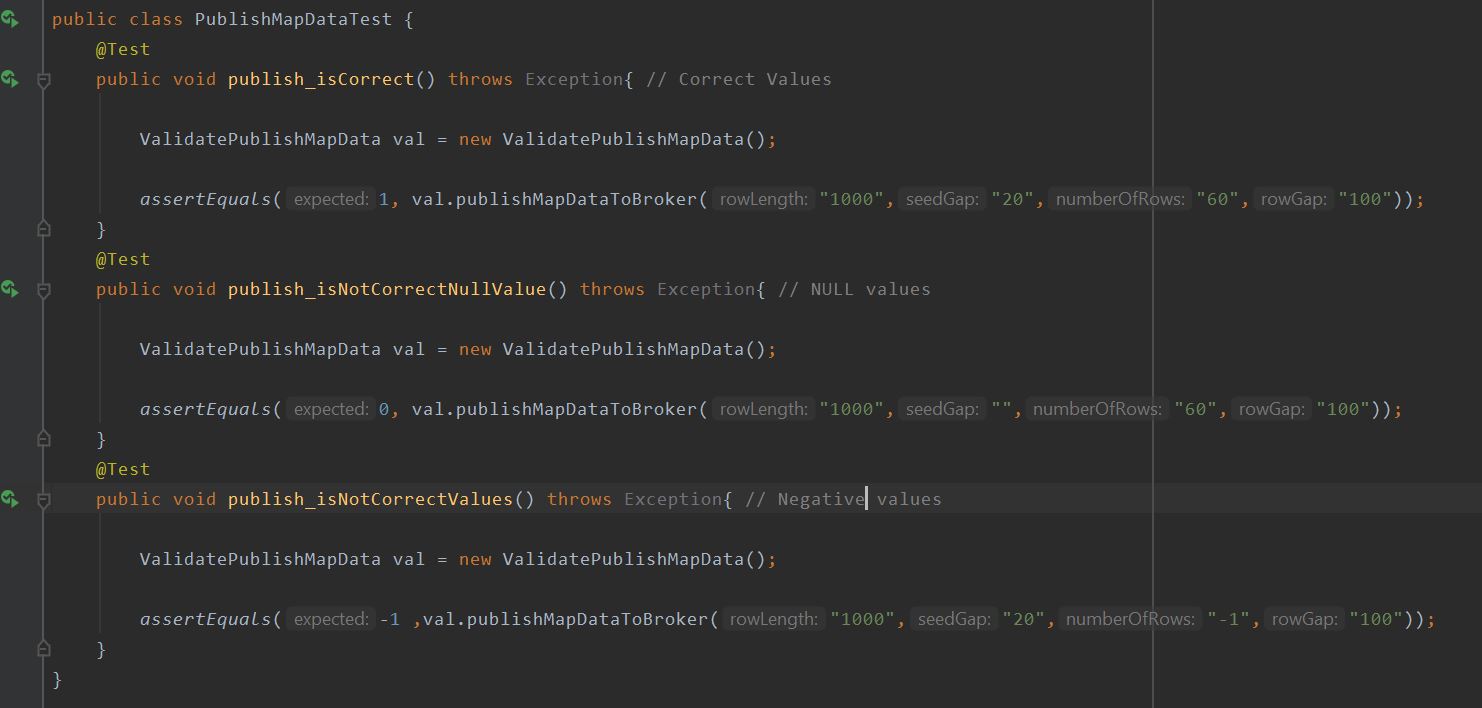 public class PublishMapDataTest {
@Test
public void publish_isCorrect() throws Exception{ // Correct Values
ValidatePublishMapData val = new ValidatePublishMapData();
assertEquals( expected: 1, val.publishMapDataToBroker( rowLength: "1000", seedGap: "20", numberOfRows: "60", rowGap: "100"));
}
@Test
public void publish_isNotCorrectNullValue() throws Exception{ // NULL values
ValidatePublishMapData val = new ValidatePublishMapData();
assertEquals( expected: 0, val.publishMapDataToBroker( rowLength: "1000", seedGap: "", numberOfRows: "60", rowGap: "100"));
}
@Test
public void publish_isNotCorrectValues() throws Exception{ // Negative values
ValidatePublishMapData val = new ValidatePublishMapData();
assertEquals( expected: -1 ,val.publishMapDataToBroker( rowLength: "1000", seedGap: "20", numberOfRows: "-1", rowGap: "100"));
}
}